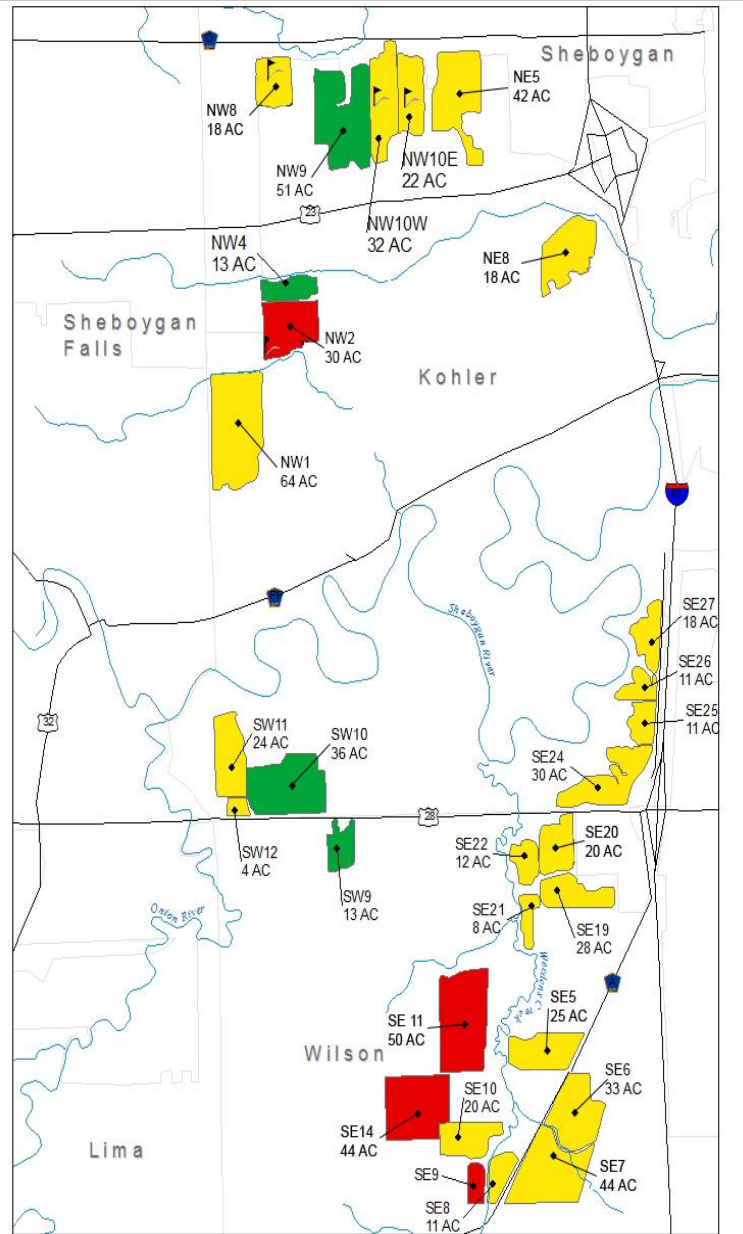 Sheboygan
NW8
18 AC
NE5
42 AC
NW9
51 AC
NW10E
22 AC
NW10W
32 AC
23
NW4
13 AC
NE8
18 AC
Sheboygan
Falls
NW2
30 AC
Kohler
NW1
64 AC
Sheboygan River
SE27
18 AC
SE26
11 AC
SE25
11 AC
32
SW11
24 AC
SW10
36 AC
SE24
30 AC
28
SW12
4 AC
SE22
12 AC
SE20
20 AC
SW9
13 AC
SE21
8 AC
SE19
28 AC
Onion River
SE 11
50 AC
SE5
25 AC
Wilson
SE6
33 AC
SE10
20 AC
SE14
44 AC
Lima
SE9
SE7
44 AC
SE8
11 AC